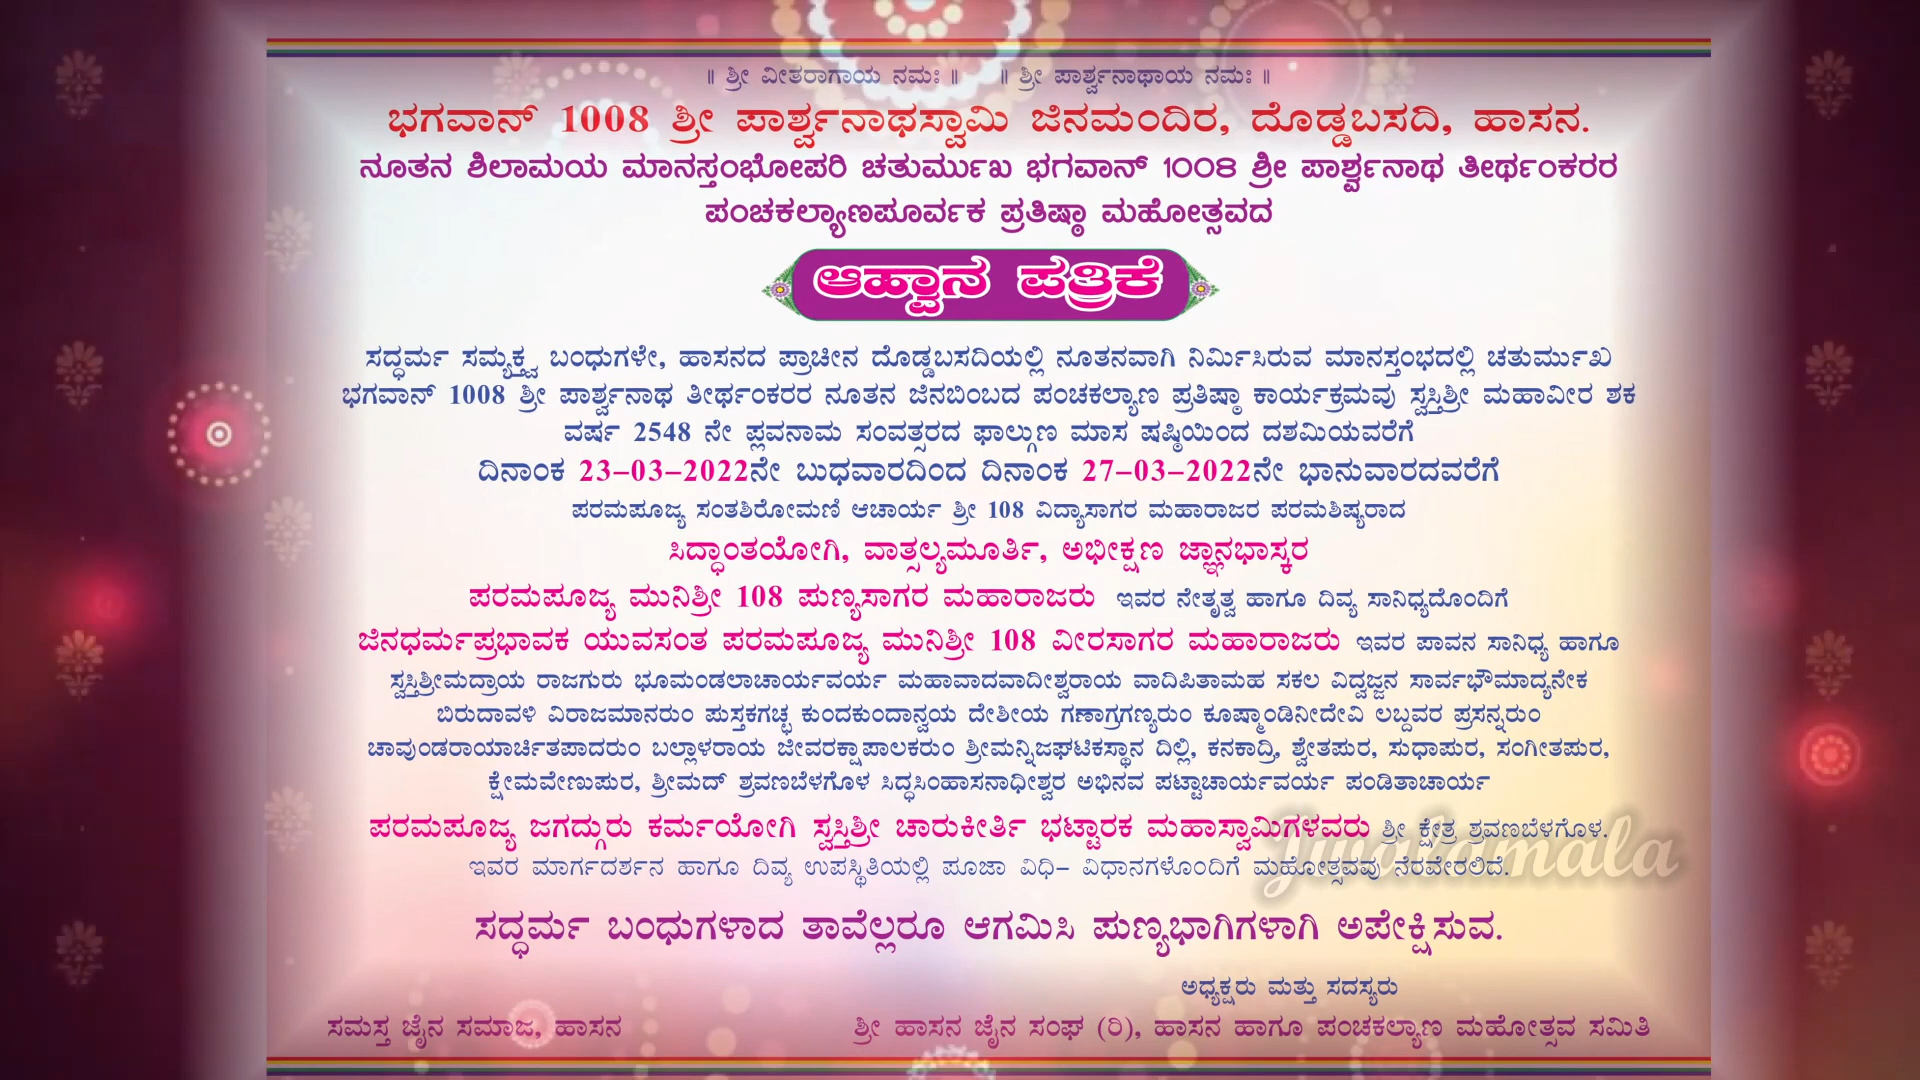 ॥ ಶ್ರೀ ವೀತರಾಗಾಯ ನಮಃ ॥ ॥ ಶ್ರೀ ಪಾರ್ಶ್ವನಾಥಾಯ ನಮಃ ॥
ಭಗವಾನ್ 1008 ಶ್ರೀ ಪಾರ್ಶ್ವನಾಥಸ್ವಾಮಿ ಜಿನಮಂದಿರ, ದೊಡ್ಡಬಸದಿ, ಹಾಸನ.
ನೂತನ ಶಿಲಾಮಯ ಮಾನಸ್ತಂಭೋಪರಿ ಚತುರ್ಮುಖ ಭಗವಾನ್ 1008 ಶ್ರೀ ಪಾರ್ಶ್ವನಾಥ ತೀರ್ಥಂಕರರ
ಪಂಚಕಲ್ಯಾಣಪೂರ್ವಕ ಪ್ರತಿಷ್ಠಾ ಮಹೋತ್ಸವದ
ಆಹ್ವಾನ ಪತ್ರಿಕೆ
ಸದ್ಧರ್ಮ ಸಮ್ಯಕ್ತ್ವ ಬಂಧುಗಳೇ, ಹಾಸನದ ಪ್ರಾಚೀನ ದೊಡ್ಡಬಸದಿಯಲ್ಲಿ ನೂತನವಾಗಿ ನಿರ್ಮಿಸಿರುವ ಮಾನಸ್ತಂಭದಲ್ಲಿ ಚತುರ್ಮುಖ
ಭಗವಾನ್ 1008 ಶ್ರೀ ಪಾರ್ಶ್ವನಾಥ ತೀರ್ಥಂಕರರ ನೂತನ ಜಿನಬಿಂಬದ ಪಂಚಕಲ್ಯಾಣ ಪ್ರತಿಷ್ಠಾ ಕಾರ್ಯಕ್ರಮವು ಸ್ವಸ್ತಿಶ್ರೀ ಮಹಾವೀರ ಶಕ
ವರ್ಷ 2548 ನೇ ಪ್ಲವನಾಮ ಸಂವತ್ಸರದ ಫಾಲ್ಗುಣ ಮಾಸ ಷಷ್ಠಿಯಿಂದ ದಶಮಿಯವರೆಗೆ
ದಿನಾಂಕ 23-03-2022ನೇ ಬುಧವಾರದಿಂದ ದಿನಾಂಕ 27-03-2022ನೇ ಭಾನುವಾರದವರೆಗೆ
ಪರಮಪೂಜ್ಯ ಸಂತಶಿರೋಮಣಿ ಆಚಾರ್ಯ ಶ್ರೀ 108 ವಿದ್ಯಾಸಾಗರ ಮಹಾರಾಜರ ಪರಮಶಿಷ್ಯರಾದ
ಸಿದ್ಧಾಂತಯೋಗಿ, ವಾತ್ಸಲ್ಯಮೂರ್ತಿ, ಅಭೀಕ್ಷಣ ಜ್ಞಾನಭಾಸ್ಕರ
ಪರಮಪೂಜ್ಯ ಮುನಿಶ್ರೀ 108 ಪುಣ್ಯಸಾಗರ ಮಹಾರಾಜರು ಇವರ ನೇತೃತ್ವ ಹಾಗೂ ದಿವ್ಯ ಸಾನಿಧ್ಯದೊಂದಿಗೆ
ಜಿನಧರ್ಮಪ್ರಭಾವಕ ಯುವಸಂತ ಪರಮಪೂಜ್ಯ ಮುನಿಶ್ರೀ 108 ವೀರಸಾಗರ ಮಹಾರಾಜರು ಇವರ ಪಾವನ ಸಾನಿಧ್ಯ ಹಾಗೂ
ಸ್ವಸ್ತಿಶ್ರೀಮದ್ರಾಯ ರಾಜಗುರು ಭೂಮಂಡಲಾಚಾರ್ಯವರ್ಯ ಮಹಾವಾದವಾದೀಶ್ವರಾಯ ವಾದಿಪಿತಾಮಹ ಸಕಲ ವಿದ್ವಜ್ಜನ ಸಾರ್ವಭೌಮಾದ್ಯನೇಕ
ಬಿರುದಾವಳಿ ವಿರಾಜಮಾನರುಂ ಪುಸ್ತಕಗಚ್ಛ ಕುಂದಕುಂದಾನ್ವಯ ದೇಶೀಯ ಗಣಾಗ್ರಗಣ್ಯರುಂ ಕೂಷ್ಮಾಂಡಿನೀದೇವಿ ಲಬ್ದವರ ಪ್ರಸನ್ನರುಂ
ಚಾವುಂಡರಾಯಾರ್ಚಿತಪಾದರುಂ ಬಲ್ಲಾಳರಾಯ ಜೀವರಕ್ಷಾಪಾಲಕರುಂ ಶ್ರೀಮನ್ನಿಜಘಟಿಕಸ್ಥಾನ ದಿಲ್ಲಿ, ಕನಕಾದ್ರಿ, ಶ್ವೇತಪುರ, ಸುಧಾಪುರ, ಸಂಗೀತಪುರ,
ಕ್ಷೇಮವೇಣುಪುರ, ಶ್ರೀಮದ್ ಶ್ರವಣಬೆಳಗೊಳ ಸಿದ್ಧಸಿಂಹಾಸನಾಧೀಶ್ವರ ಅಭಿನವ ಪಟ್ಟಾಚಾರ್ಯವರ್ಯ ಪಂಡಿತಾಚಾರ್ಯ
ಪರಮಪೂಜ್ಯ ಜಗದ್ಗುರು ಕರ್ಮಯೋಗಿ ಸ್ವಸ್ತಿಶ್ರೀ ಚಾರುಕೀರ್ತಿ ಭಟ್ಟಾರಕ ಮಹಾಸ್ವಾಮಿಗಳವರು ಶ್ರೀ ಕ್ಷೇತ್ರ ಶ್ರವಣಬೆಳಗೊಳ.
ಇವರ ಮಾರ್ಗದರ್ಶನ ಹಾಗೂ ದಿವ್ಯ ಉಪಸ್ಥಿತಿಯಲ್ಲಿ ಪೂಜಾ ವಿಧಿ- ವಿಧಾನಗಳೊಂದಿಗೆ ಮಹೋತ್ಸವವು ನೆರವೇರಲಿದೆ.
Jwalamala
ಸದ್ಧರ್ಮ ಬಂಧುಗಳಾದ ತಾವೆಲ್ಲರೂ ಆಗಮಿಸಿ ಪುಣ್ಯಭಾಗಿಗಳಾಗಿ ಅಪೇಕ್ಷಿಸುವ.
ಅಧ್ಯಕ್ಷರು ಮತ್ತು ಸದಸ್ಯರು
ಸಮಸ್ತ ಜೈನ ಸಮಾಜ, ಹಾಸನ ಶ್ರೀ ಹಾಸನ ಜೈನ ಸಂಘ (ರಿ), ಹಾಸನ ಹಾಗೂ ಪಂಚಕಲ್ಯಾಣ ಮಹೋತ್ಸವ ಸಮಿತಿ